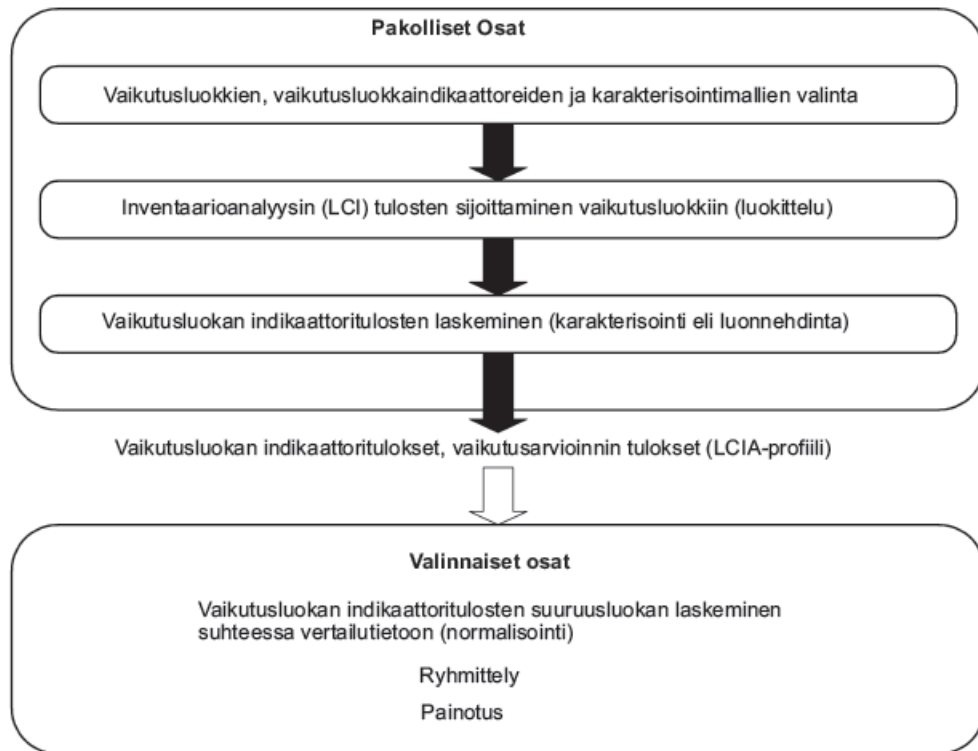 Pakolliset Osat
Vaikutusluokkien, vaikutusluokkaindikaattoreiden ja karakterisointimallien valinta
Inventaarioanalyysin (LCI) tulosten sijoittaminen vaikutusluokkiin (luokittelu)
Vaikutusluokan indikaattoritulosten laskeminen (karakterisointi eli luonnehdinta)
Vaikutusluokan indikaattoritulokset, vaikutusarvioinnin tulokset (LCIA-profiili)
Valinnaiset osat
Vaikutusluokan indikaattoritulosten suuruusluokan laskeminen
suhteessa vertailutietoon (normalisointi)
Ryhmittely
Painotus